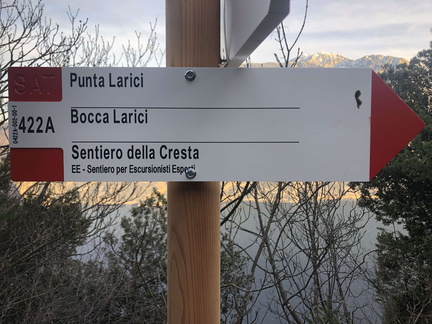 SAT
Punta Larici
422A
Bocca Larici
Sentiero della Cresta
EE - Sentiero per Escursionisti Esperti